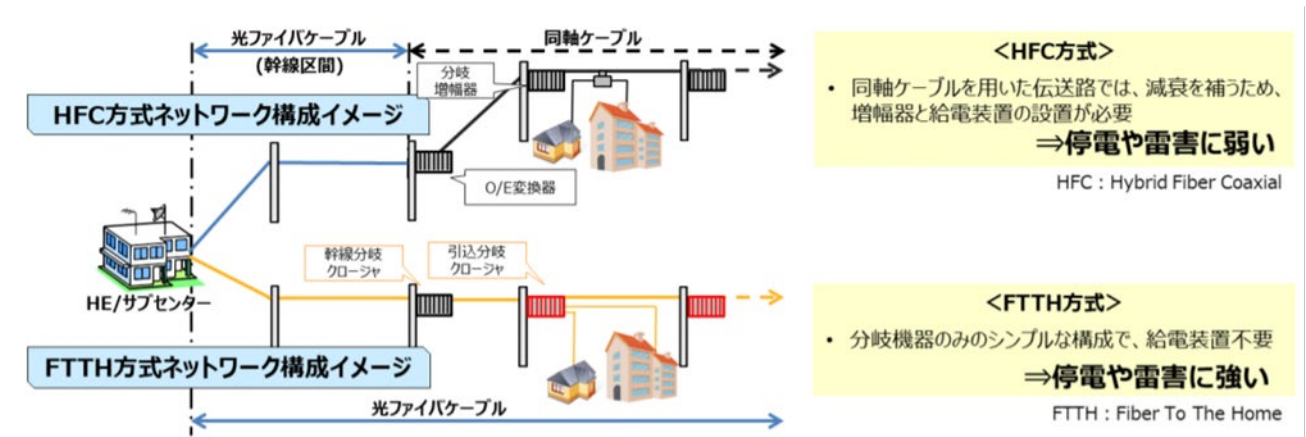 光ファイバケーブル
(幹線区間)
同軸ケーブル
分岐
増幅器
HFC方式ネットワーク構成イメージ
O/E変換器
HE/サブセンター
幹線分岐
クロージャ
引込分岐
クロージャ
FTTH方式ネットワーク構成イメージ
光ファイバケーブル
<HFC方式>
• 同軸ケーブルを用いた伝送路では、減衰を補うため、
増幅器と給電装置の設置が必要
⇒停電や雷害に弱い
HFC：Hybrid Fiber Coaxial
<FTTH方式>
• 分岐機器のみのシンプルな構成で、給電装置不要
⇒停電や雷害に強い
FTTH：Fiber To The Home